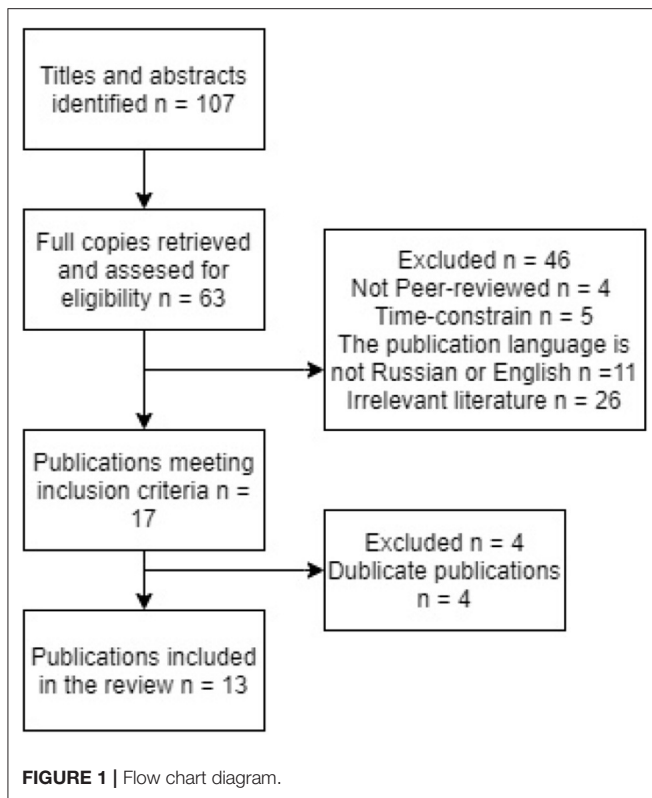 Titles and abstracts
identified n = 107
Full copies retrieved
and assesed for
eligibility n = 63
Excluded n = 46
Not Peer-reviewed n = 4
Time-constrain n = 5
The publication language is
not Russian or English n =11
Irrelevant literature n = 26
Publications meeting
inclusion criteria n =
17
Excluded n = 4
Dublicate publications
n = 4
Publications included
in the review n = 13
FIGURE 1 | Flow chart diagram.